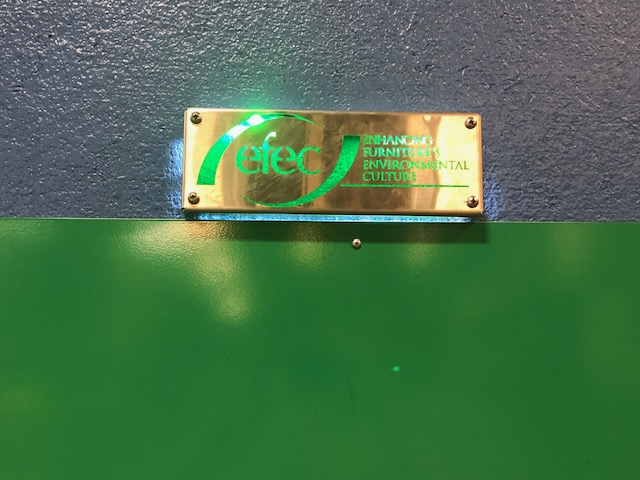 efec
ENHANCING
FURNITURE'S
ENVIRONMENTAL
CULTURE